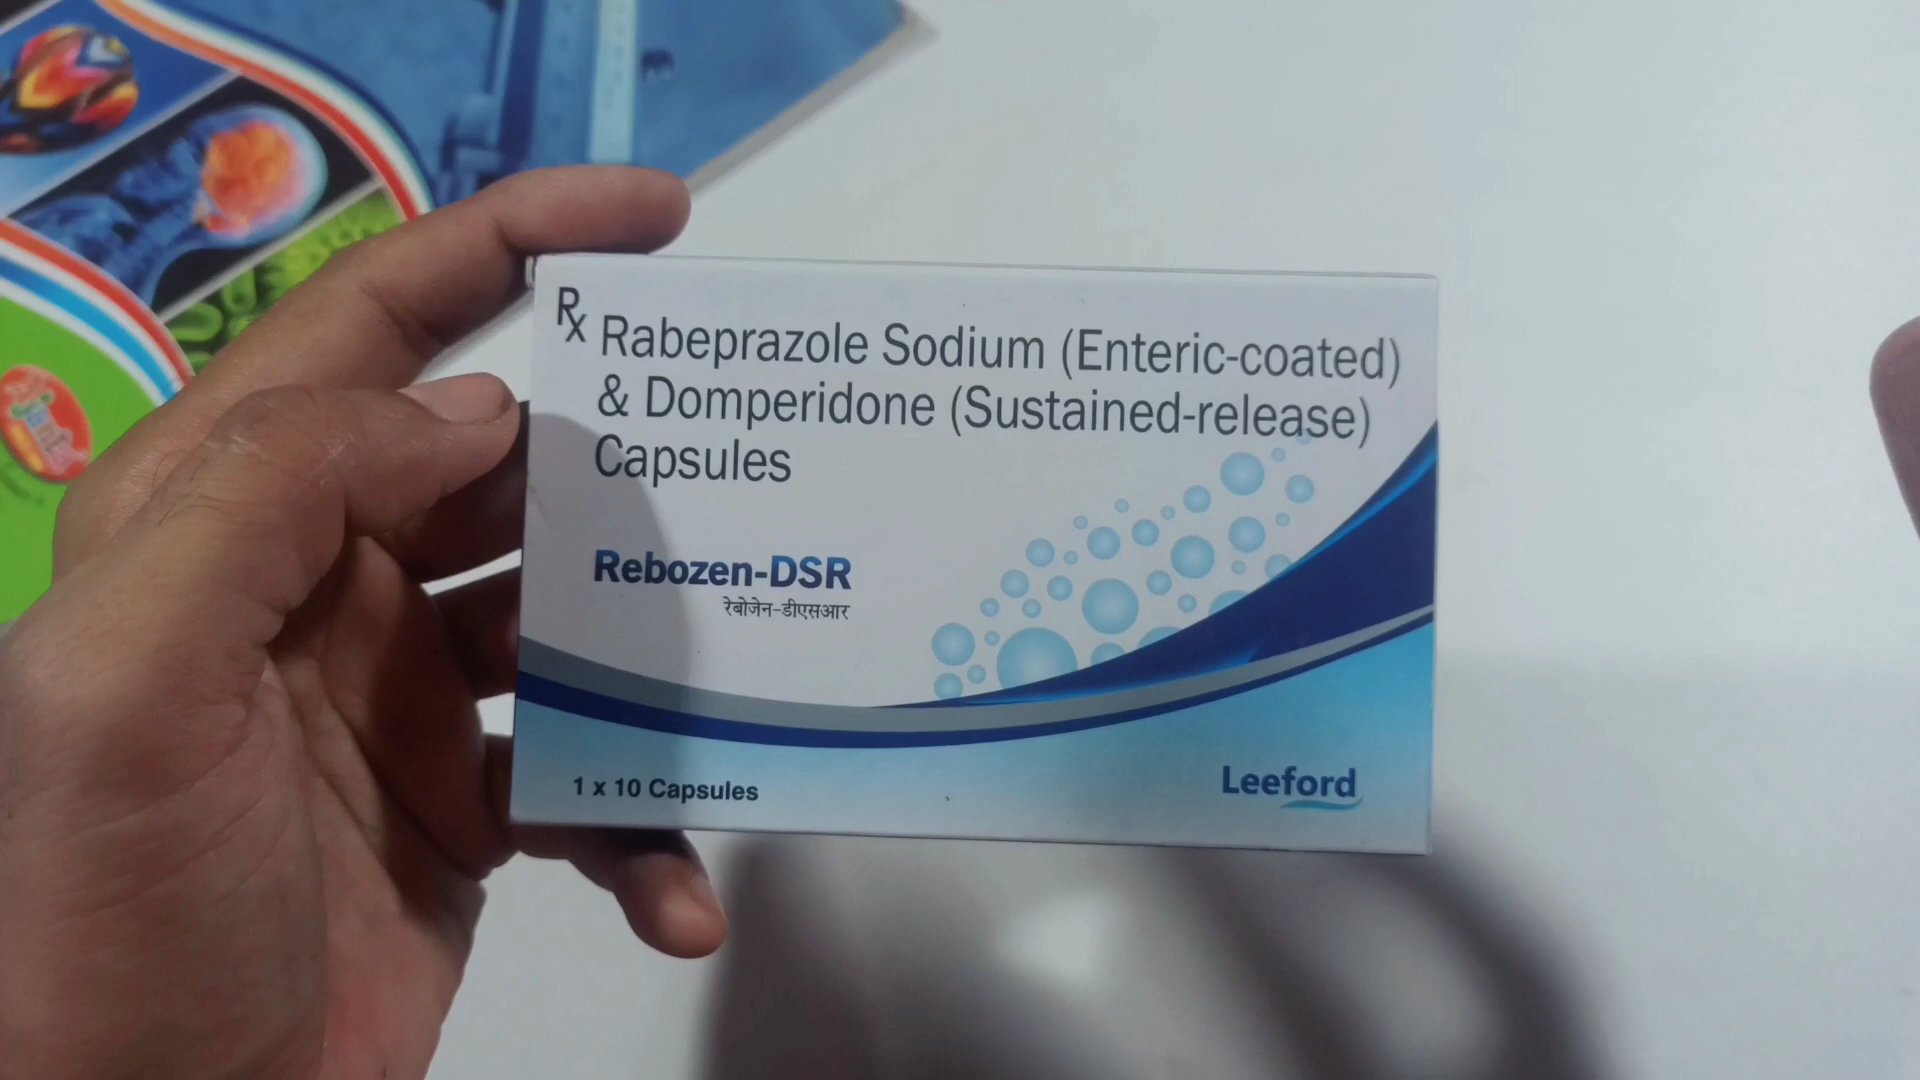 Rx Rabeprazole Sodium (Enteric-coated)
& Domperidone (Sustained-release)
Capsules
Rebozen-DSR
रेबोजेन-डीएसआर
1 x 10 Capsules
Leeford